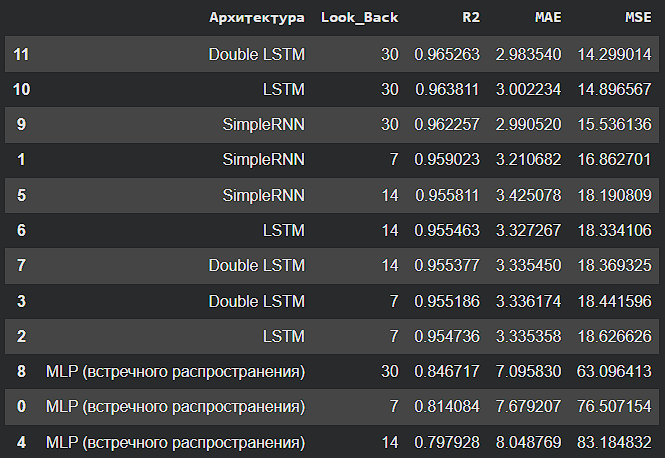 Архитектура Look_Back R2 MAE MSE
11 Double LSTM 30 0.965263 2.983540 14.299014
10 LSTM 30 0.963811 3.002234 14.896567
9 SimpleRNN 30 0.962257 2.990520 15.536136
1 SimpleRNN 7 0.959023 3.210682 16.862701
5 SimpleRNN 14 0.955811 3.425078 18.190809
6 LSTM 14 0.955463 3.327267 18.334106
7 Double LSTM 14 0.955377 3.335450 18.369325
3 Double LSTM 7 0.955186 3.336174 18.441596
2 LSTM 7 0.954736 3.335358 18.626626
8 MLP (встречного распространения) 30 0.846717 7.095830 63.096413
0 MLP (встречного распространения) 7 0.814084 7.679207 76.507154
4 MLP (встречного распространения) 14 0.797928 8.048769 83.184832